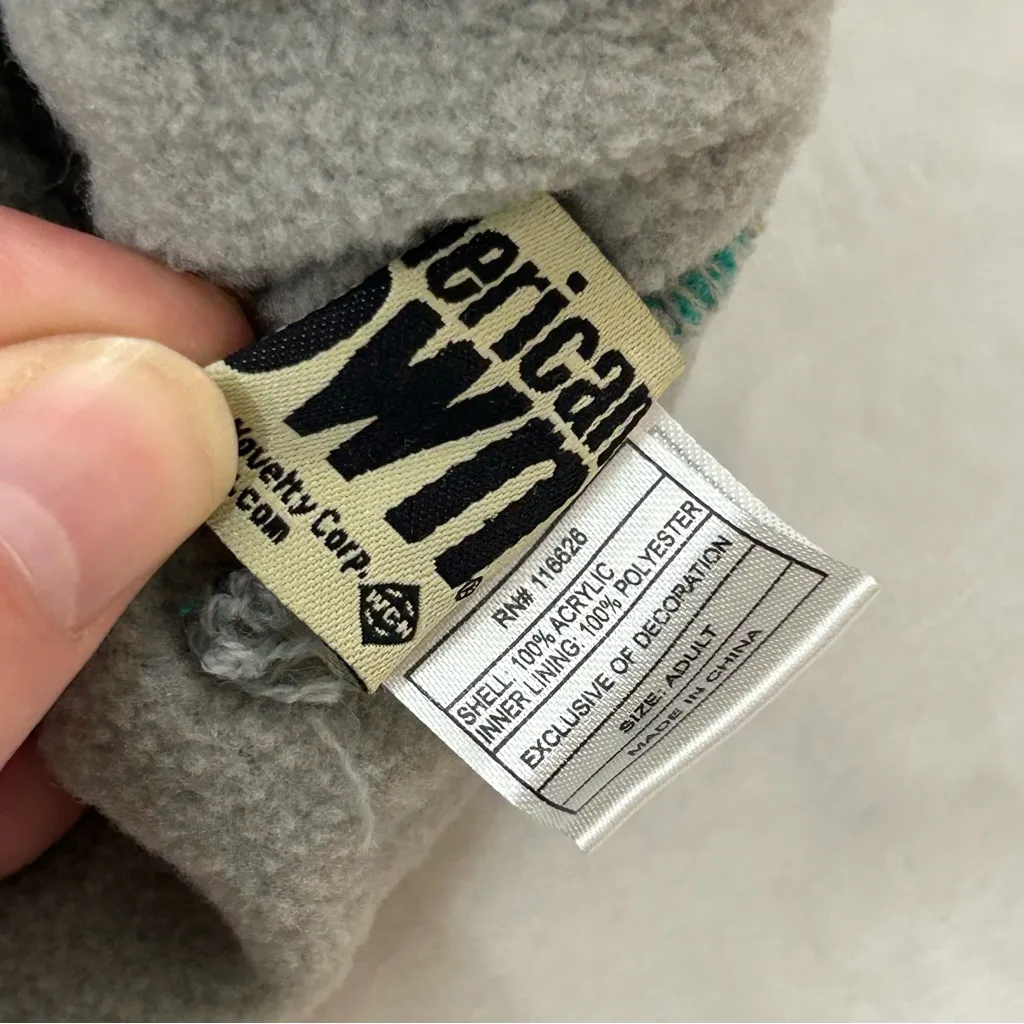 erican
wn
®
Novelty Corp.
.com
RN# 116626
SHELL: 100% ACRYLIC
INNER LINING: 100% POLYESTER
EXCLUSIVE OF DECORATION
SIZE: ADULT
MADE IN CHINA